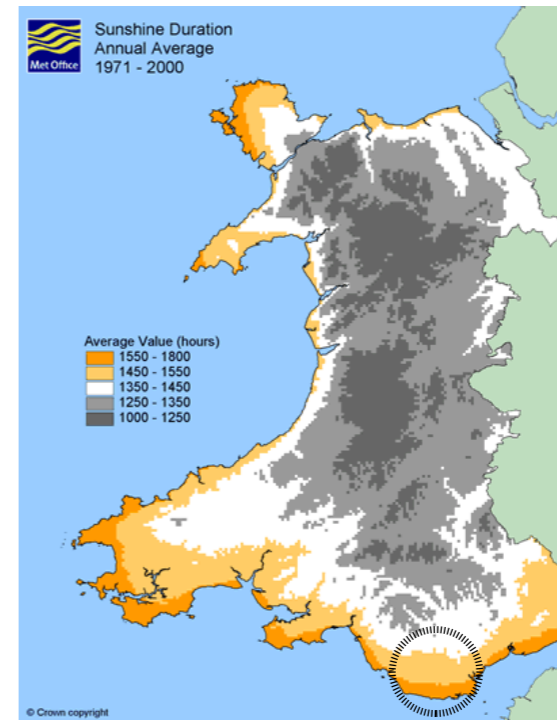 Met Office
Sunshine Duration
Annual Average
1971 - 2000
Average Value (hours)
1550 - 1800
1450 - 1550
1350 - 1450
1250 - 1350
1000 - 1250
© Crown copyright